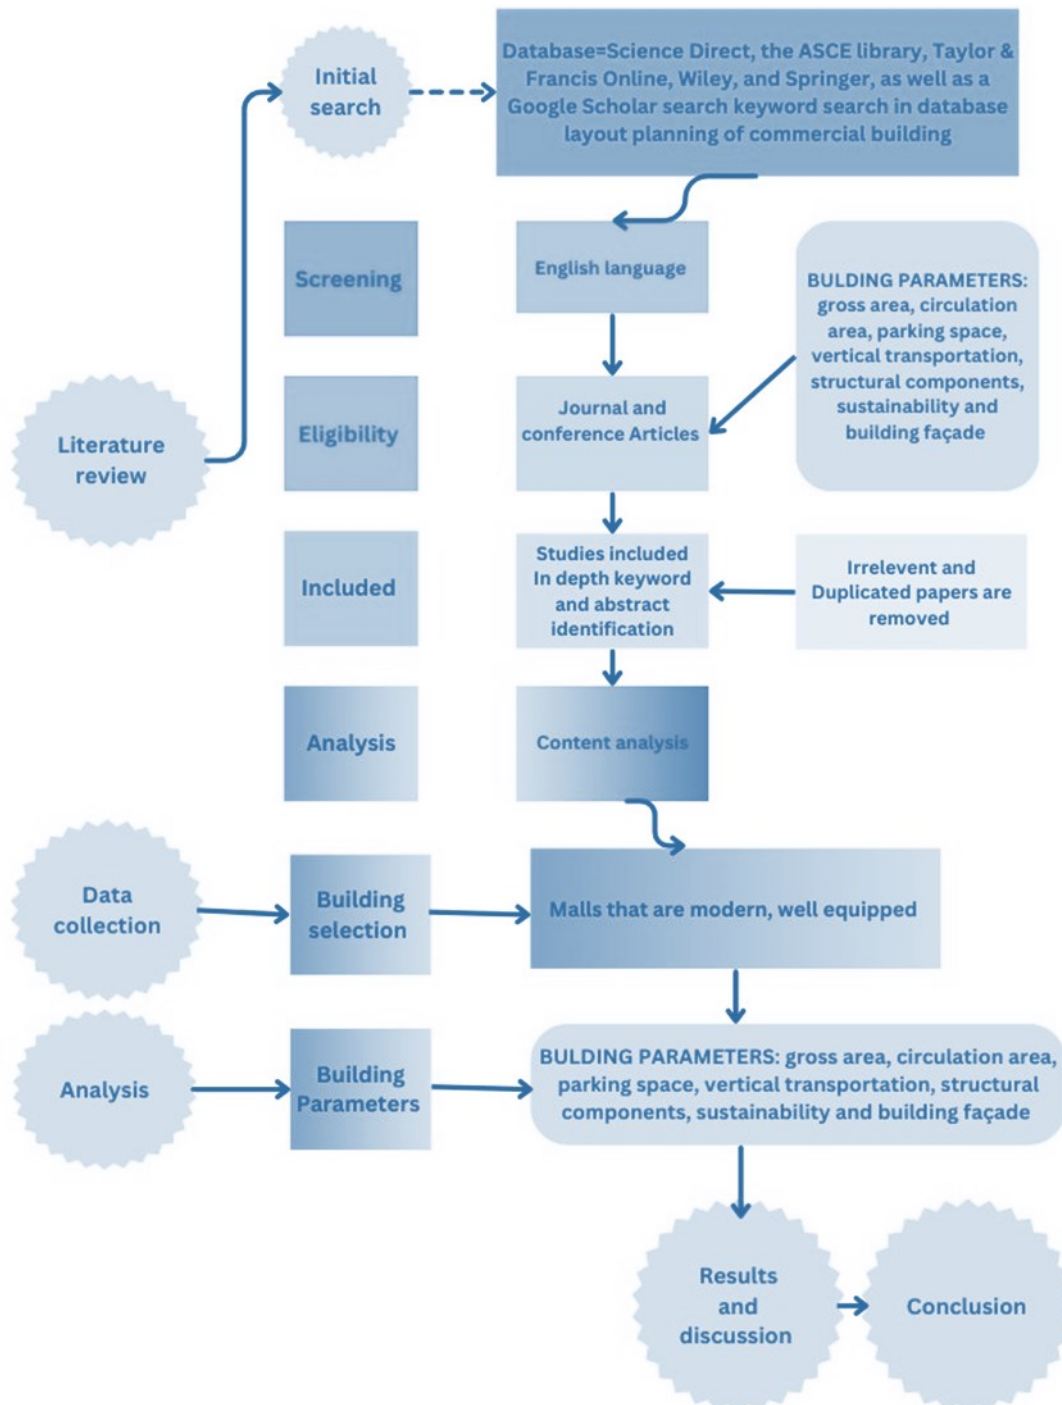 Initial
search
Database=Science Direct, the ASCE library, Taylor &
Francis Online, Wiley, and Springer, as well as a
Google Scholar search keyword search in database
layout planning of commercial building
Screening
English language
BULDING PARAMETERS:
gross area, circulation
area, parking space,
vertical transportation,
structural components,
sustainability and
building façade
Literature
review
Eligibility
Journal and
conference Articles
Included
Studies included
In depth keyword
and abstract
identification
Irrelevent and
Duplicated papers are
removed
Analysis
Content analysis
Data
collection
Building
selection
Malls that are modern, well equipped
Analysis
Building
Parameters
BULDING PARAMETERS: gross area, circulation area,
parking space, vertical transportation, structural
components, sustainability and building façade
Results
and
discussion
Conclusion